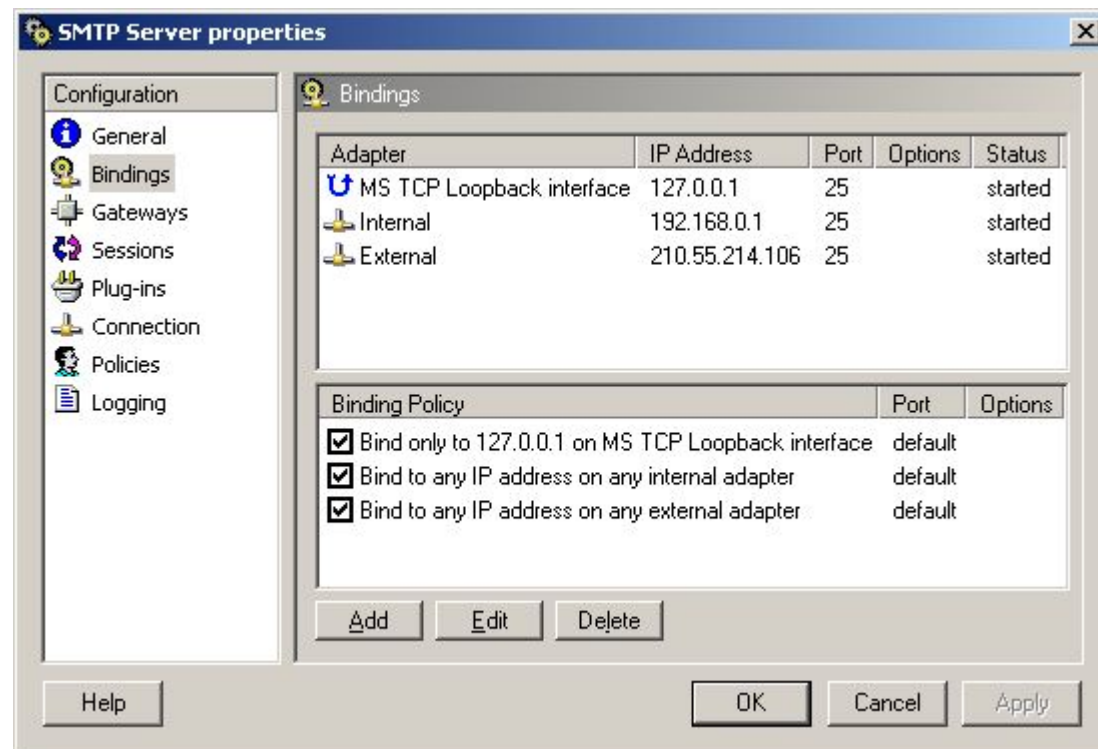 SMTP Server properties
Configuration
General
Bindings
Gateways
Sessions
Plug-ins
Connection
Policies
Logging
Bindings
Adapter IP Address Port Options Status
MS TCP Loopback interface 127.0.0.1 25 started
Internal 192.168.0.1 25 started
External 210.55.214.106 25 started
Binding Policy Port Options
Bind only to 127.0.0.1 on MS TCP Loopback interface default
Bind to any IP address on any internal adapter default
Bind to any IP address on any external adapter default
Add Edit Delete
Help OK Cancel Apply